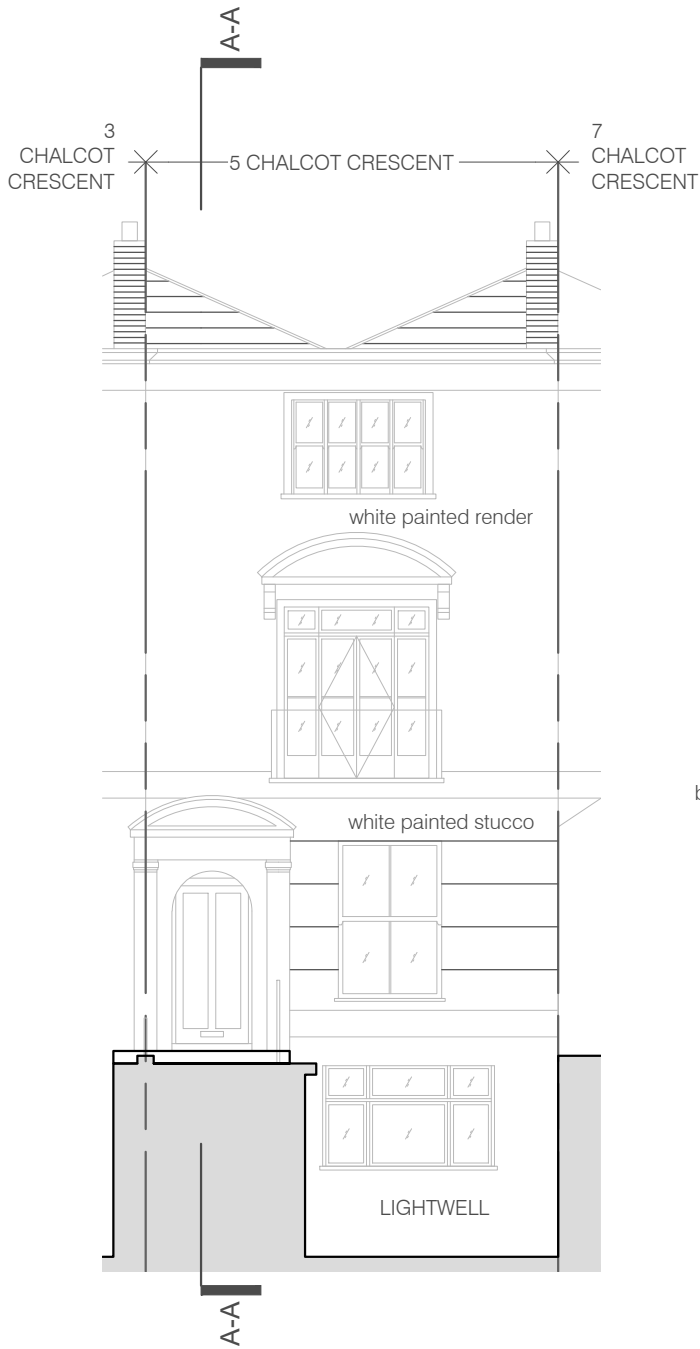 A-A
3
CHALCOT
CRESCENT
5 CHALCOT CRESCENT
7
CHALCOT
CRESCENT
white painted render
b
white painted stucco
LIGHTWELL
A-A